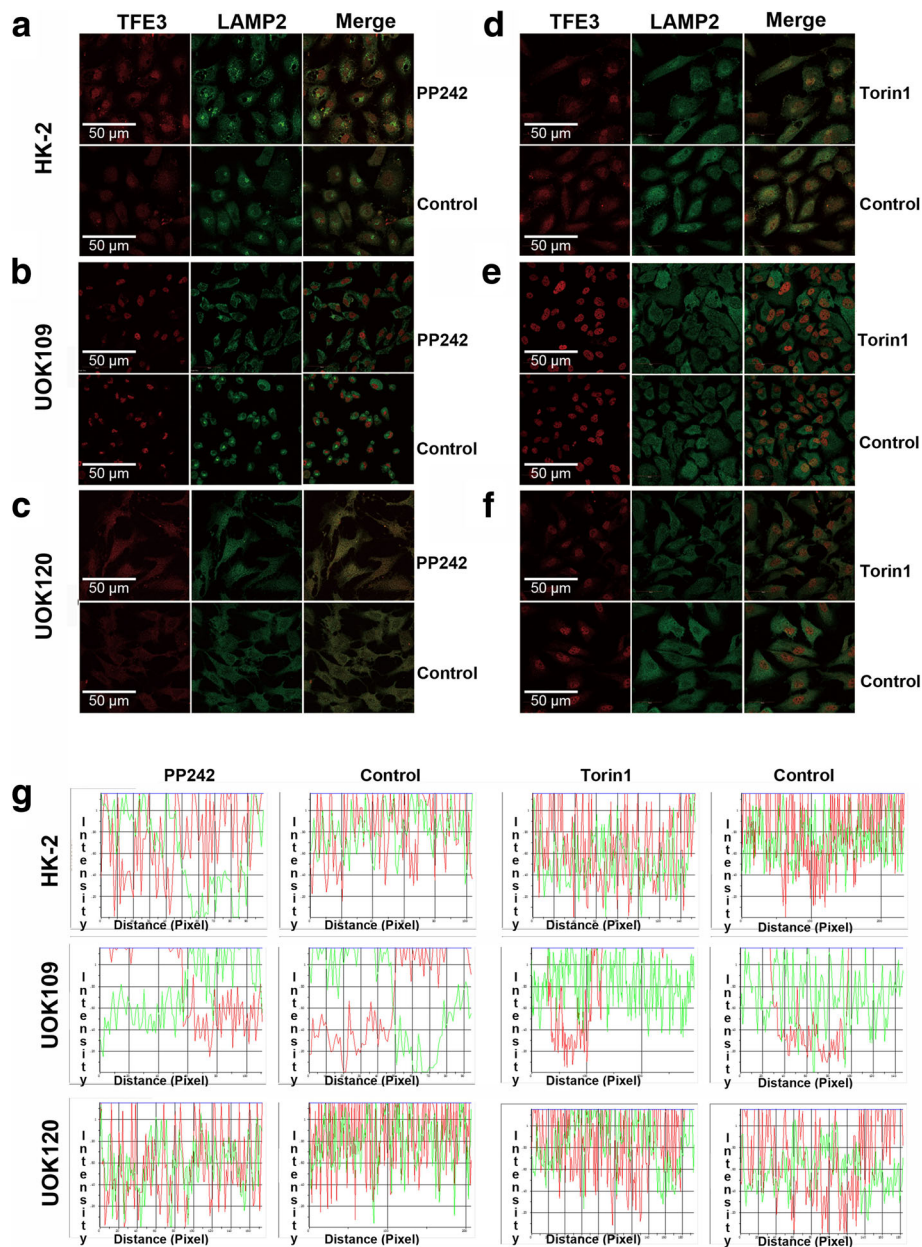 a
TFE3 LAMP2 Merge
HK-2
PP242
50 µm
Control
50 µm
b
UOK109
PP242
50 µm
Control
50 µm
c
UOK120
PP242
50 µm
Control
50 µm
d
TFE3 LAMP2 Merge
Torin1
50 µm
Control
50 µm
e
Torin1
50 µm
Control
50 µm
f
Torin1
50 µm
Control
50 µm
g
PP242 Control Torin1 Control
HK-2
Intensity
Distance (Pixel)
Intensity
Distance (Pixel)
Intensity
Distance (Pixel)
Intensity
Distance (Pixel)
UOK109
Intensity
Distance (Pixel)
Intensity
Distance (Pixel)
Intensity
Distance (Pixel)
Intensity
Distance (Pixel)
UOK120
Intensity
Distance (Pixel)
Intensity
Distance (Pixel)
Intensity
Distance (Pixel)
Intensity
Distance (Pixel)